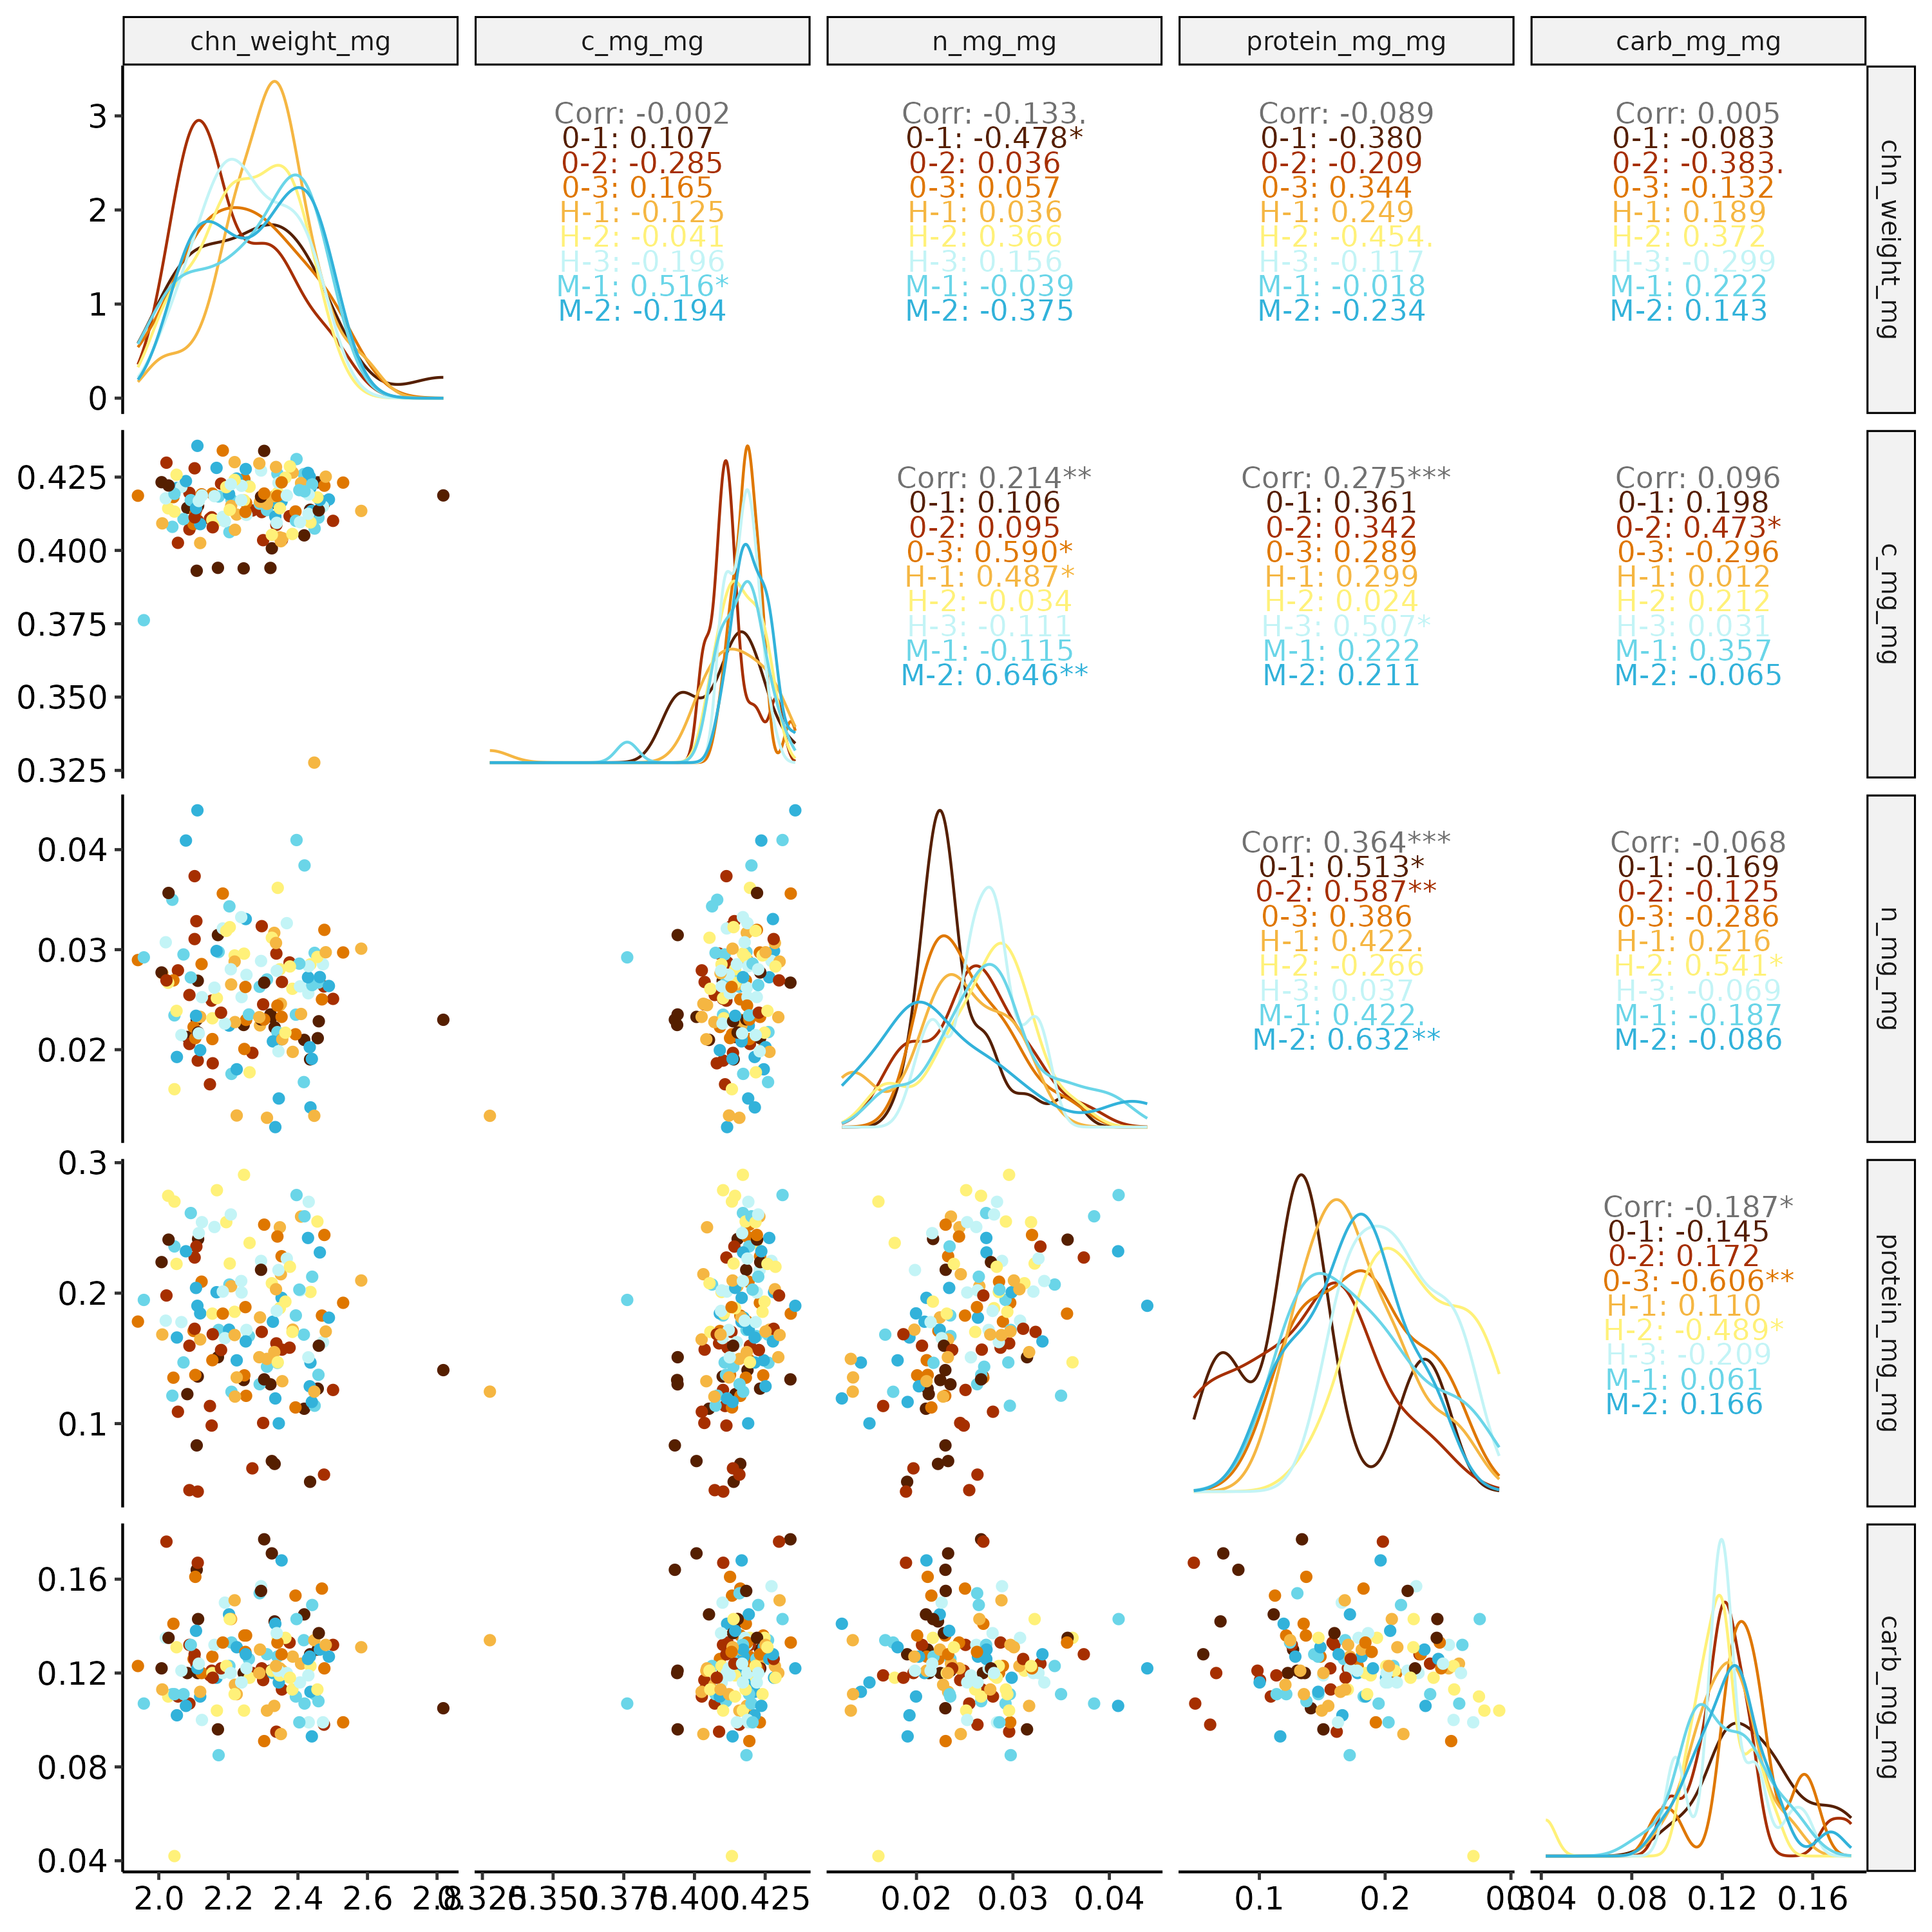 chn_weight_mg
c_mg_mg
n_mg_mg
protein_mg_mg
carb_mg_mg
3
2
1
0
Corr: -0.002
0-1: 0.107
0-2: -0.285
0-3: 0.165
H-1: -0.125
H-2: -0.041
H-3: -0.196
M-1: 0.516*
M-2: -0.194
Corr: -0.133.
0-1: -0.478*
0-2: 0.036
0-3: 0.057
H-1: 0.036
H-2: 0.366
H-3: 0.156
M-1: -0.039
M-2: -0.375
Corr: -0.089
0-1: -0.380
0-2: -0.209
0-3: 0.344
H-1: 0.249
H-2: -0.454.
H-3: -0.117
M-1: -0.018
M-2: -0.234
Corr: 0.005
0-1: -0.083
0-2: -0.383.
0-3: -0.132
H-1: 0.189
H-2: 0.372
H-3: -0.299
M-1: 0.222
M-2: 0.143
chn_weight_mg
0.425
0.400
0.375
0.350
0.325
Corr: 0.214**
0-1: 0.106
0-2: 0.095
0-3: 0.590*
H-1: 0.487*
H-2: -0.034
H-3: -0.111
M-1: -0.115
M-2: 0.646**
Corr: 0.275***
0-1: 0.361
0-2: 0.342
0-3: 0.289
H-1: 0.299
H-2: 0.024
H-3: 0.507*
M-1: 0.222
M-2: 0.211
Corr: 0.096
0-1: 0.198
0-2: 0.473*
0-3: -0.296
H-1: 0.012
H-2: 0.212
H-3: 0.031
M-1: 0.357
M-2: -0.065
c_mg_mg
0.04
0.03
0.02
Corr: 0.364***
0-1: 0.513*
0-2: 0.587**
0-3: 0.386
H-1: 0.422.
H-2: -0.266
H-3: 0.037
M-1: 0.422.
M-2: 0.632**
Corr: -0.068
0-1: -0.169
0-2: -0.125
0-3: -0.286
H-1: 0.216
H-2: 0.541*
H-3: -0.069
M-1: -0.187
M-2: -0.086
n_mg_mg
0.3
0.2
0.1
Corr: -0.187*
0-1: -0.145
0-2: 0.172
0-3: -0.606**
H-1: 0.110
H-2: -0.489*
H-3: -0.209
M-1: 0.061
M-2: 0.166
protein_mg_mg
0.16
0.12
0.08
0.04
carb_mg_mg
2.0
2.2
2.4
2.6
2.8
0.325
0.350
0.375
0.400
0.425
0.02
0.03
0.04
0.1
0.2
0.3
0.04
0.08
0.12
0.16